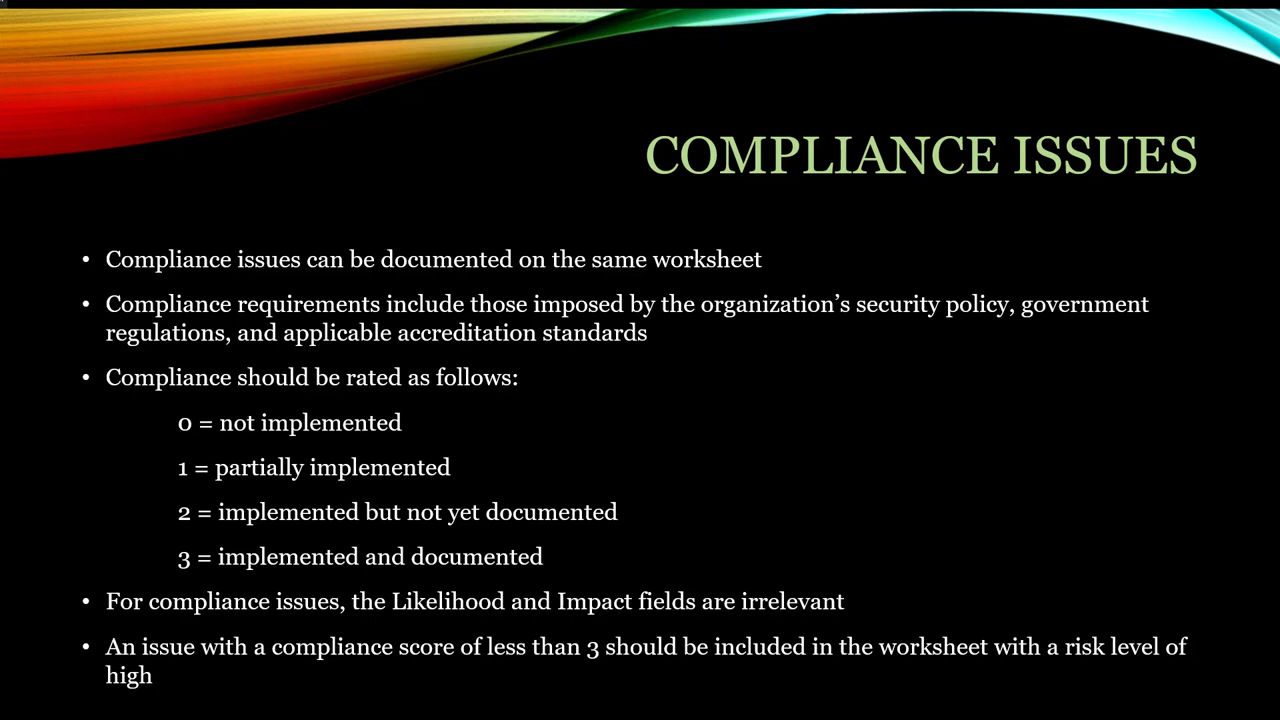 COMPLIANCE ISSUES
• Compliance issues can be documented on the same worksheet
• Compliance requirements include those imposed by the organization’s security policy, government
regulations, and applicable accreditation standards
• Compliance should be rated as follows:
0 = not implemented
1 = partially implemented
2 = implemented but not yet documented
3 = implemented and documented
• For compliance issues, the Likelihood and Impact fields are irrelevant
• An issue with a compliance score of less than 3 should be included in the worksheet with a risk level of
high